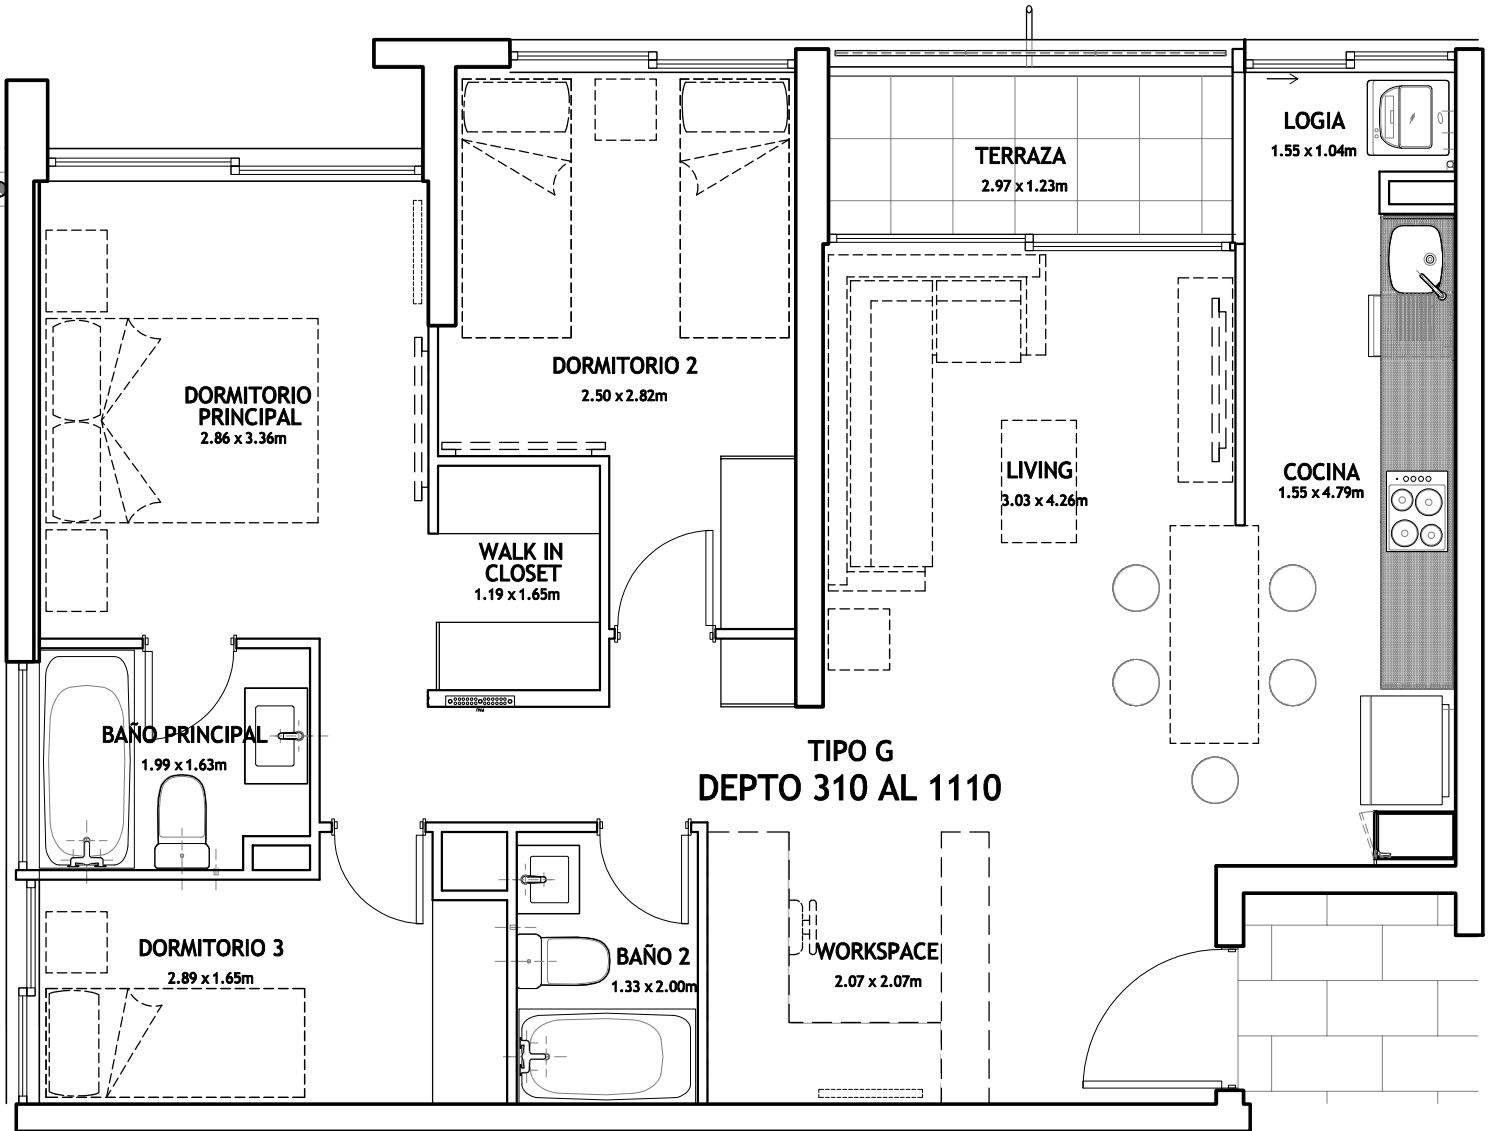 LOGIA
1.55 x 1.04m
TERRAZA
2.97 x 1.23m
DORMITORIO 2
2.50 x 2.82m
DORMITORIO
PRINCIPAL
2.86 x 3.36m
LIVING
3.03 x 4.26m
COCINA
1.55 x 4.79m
WALK IN
CLOSET
1.19 x 1.65m
BAÑO PRINCIPAL
1.99 x 1.63m
TIPO G
DEPTO 310 AL 1110
DORMITORIO 3
2.89 x 1.65m
BAÑO 2
1.33 x 2.00m
WORKSPACE
2.07 x 2.07m